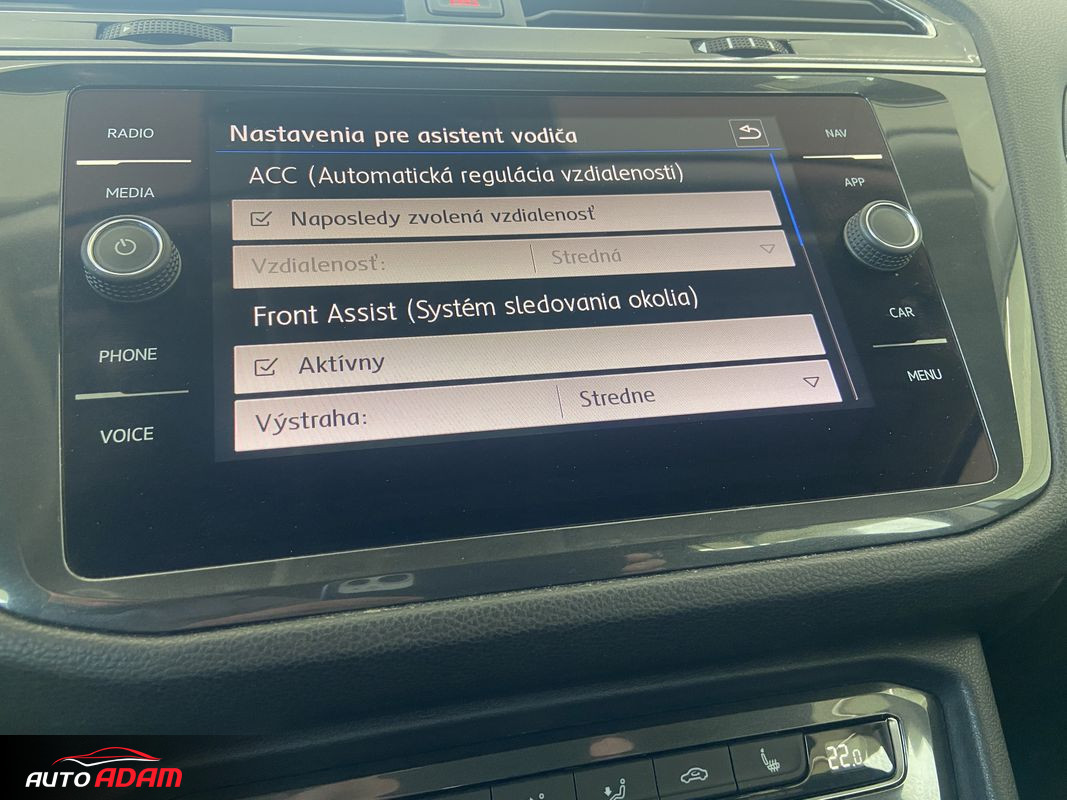 RADIO
MEDIA
PHONE
VOICE
Nastavenia pre asistent vodiča
ACC (Automatická regulácia vzdialenosti)
Naposledy zvolená vzdialenosť
Vzdialenosť: Stredná
Front Assist (Systém sledovania okolia)
Aktívny
Výstraha: Stredne
NAV
APP
CAR
MENU
22.0
AUTO ADAM